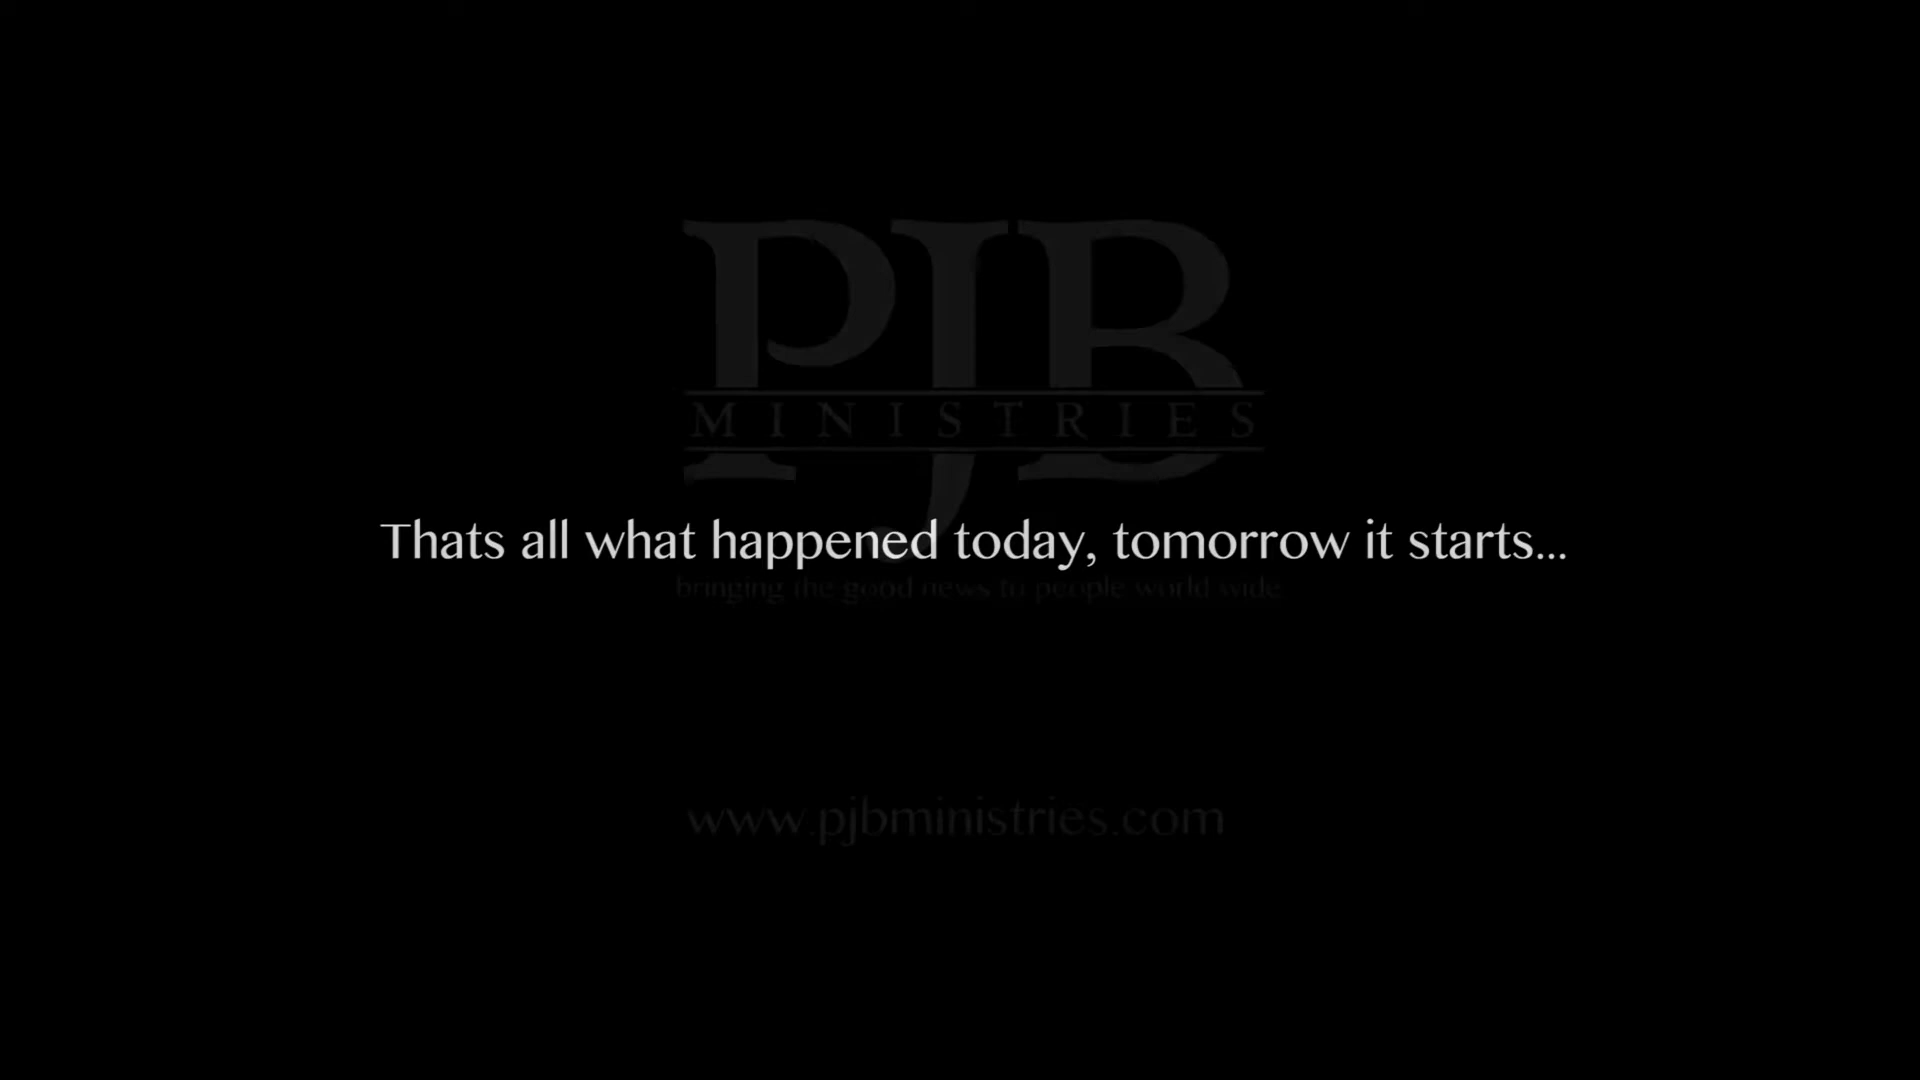 PJB
MINISTRIES
Thats all what happened today, tomorrow it starts...
bringing the good news to people world wide
www.pjbministries.com